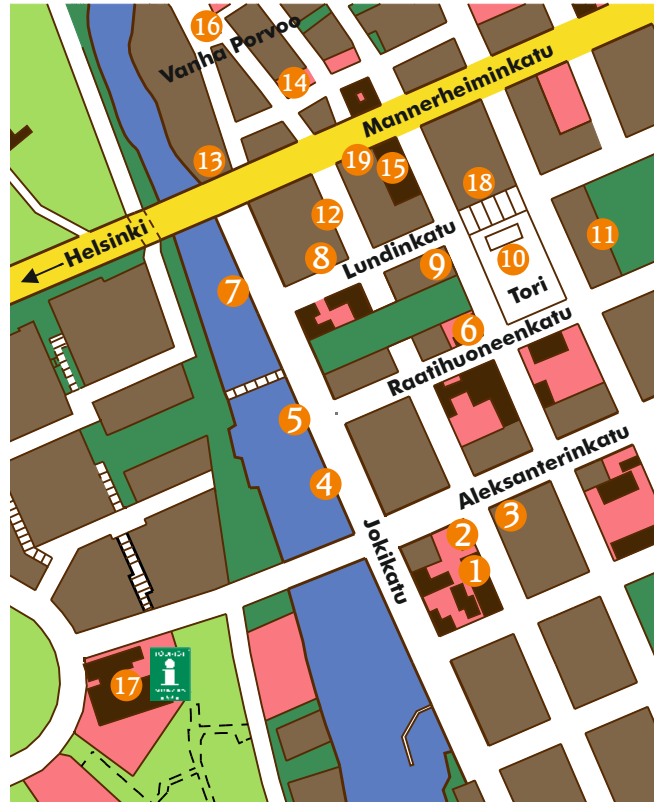 16
Vanha Porvoo
14
Mannerheiminkatu
13
19
15
18
12
11
Helsinki
Lundinkatu
8
9
10
7
Tori
6
Raatihuoneenkatu
5
4
Aleksanterinkatu
3
2
Jokikatu
1
17
i